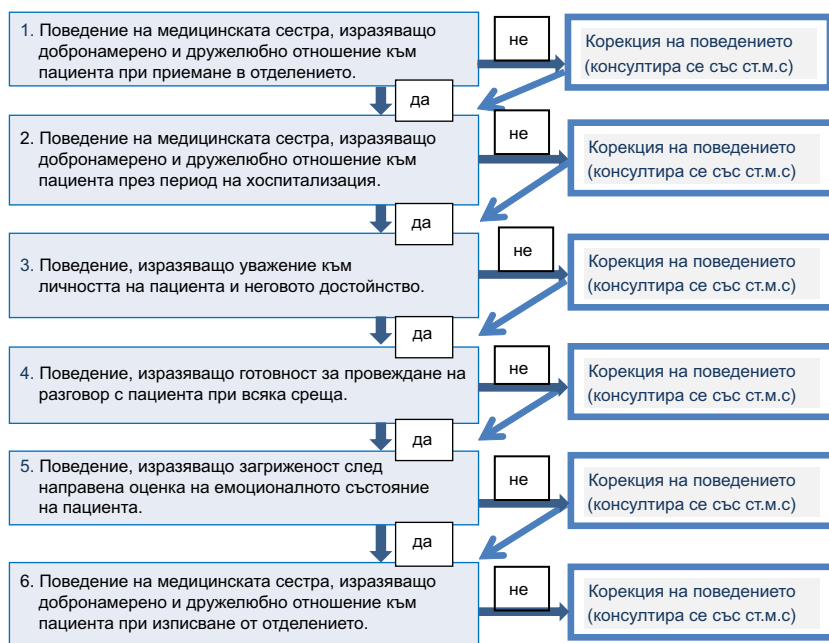 1. Поведение на медицинската сестра, изразяващо
добронамерено и дружелюбно отношение към
пациента при приемане в отделението.
не
Корекция на поведението
(консултира се със ст.м.с)
да
2. Поведение на медицинската сестра, изразяващо
добронамерено и дружелюбно отношение към
пациента през период на хоспитализация.
не
Корекция на поведението
(консултира се със ст.м.с)
да
3. Поведение, изразяващо уважение към
личността на пациента и неговото достойнство.
не
Корекция на поведението
(консултира се със ст.м.с)
да
4. Поведение, изразяващо готовност за провеждане на
разговор с пациента при всяка среща.
не
Корекция на поведението
(консултира се със ст.м.с)
да
5. Поведение, изразяващо загриженост след
направена оценка на емоционалното състояние
на пациента.
не
Корекция на поведението
(консултира се със ст.м.с)
да
6. Поведение на медицинската сестра, изразяващо
добронамерено и дружелюбно отношение към
пациента при изписване от отделението.
не
Корекция на поведението
(консултира се със ст.м.с)